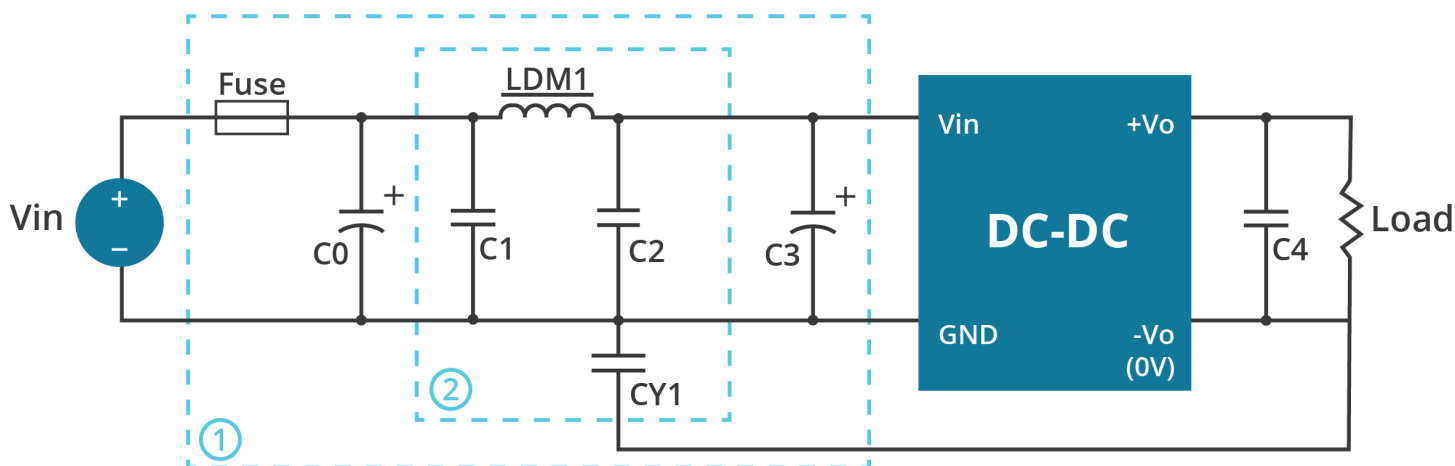 Fuse
LDM1
Vin
+
−
C0
+
C1
C2
C3
+
CY1
1
2
Vin
+Vo
DC-DC
GND
-Vo
(0V)
C4
Load